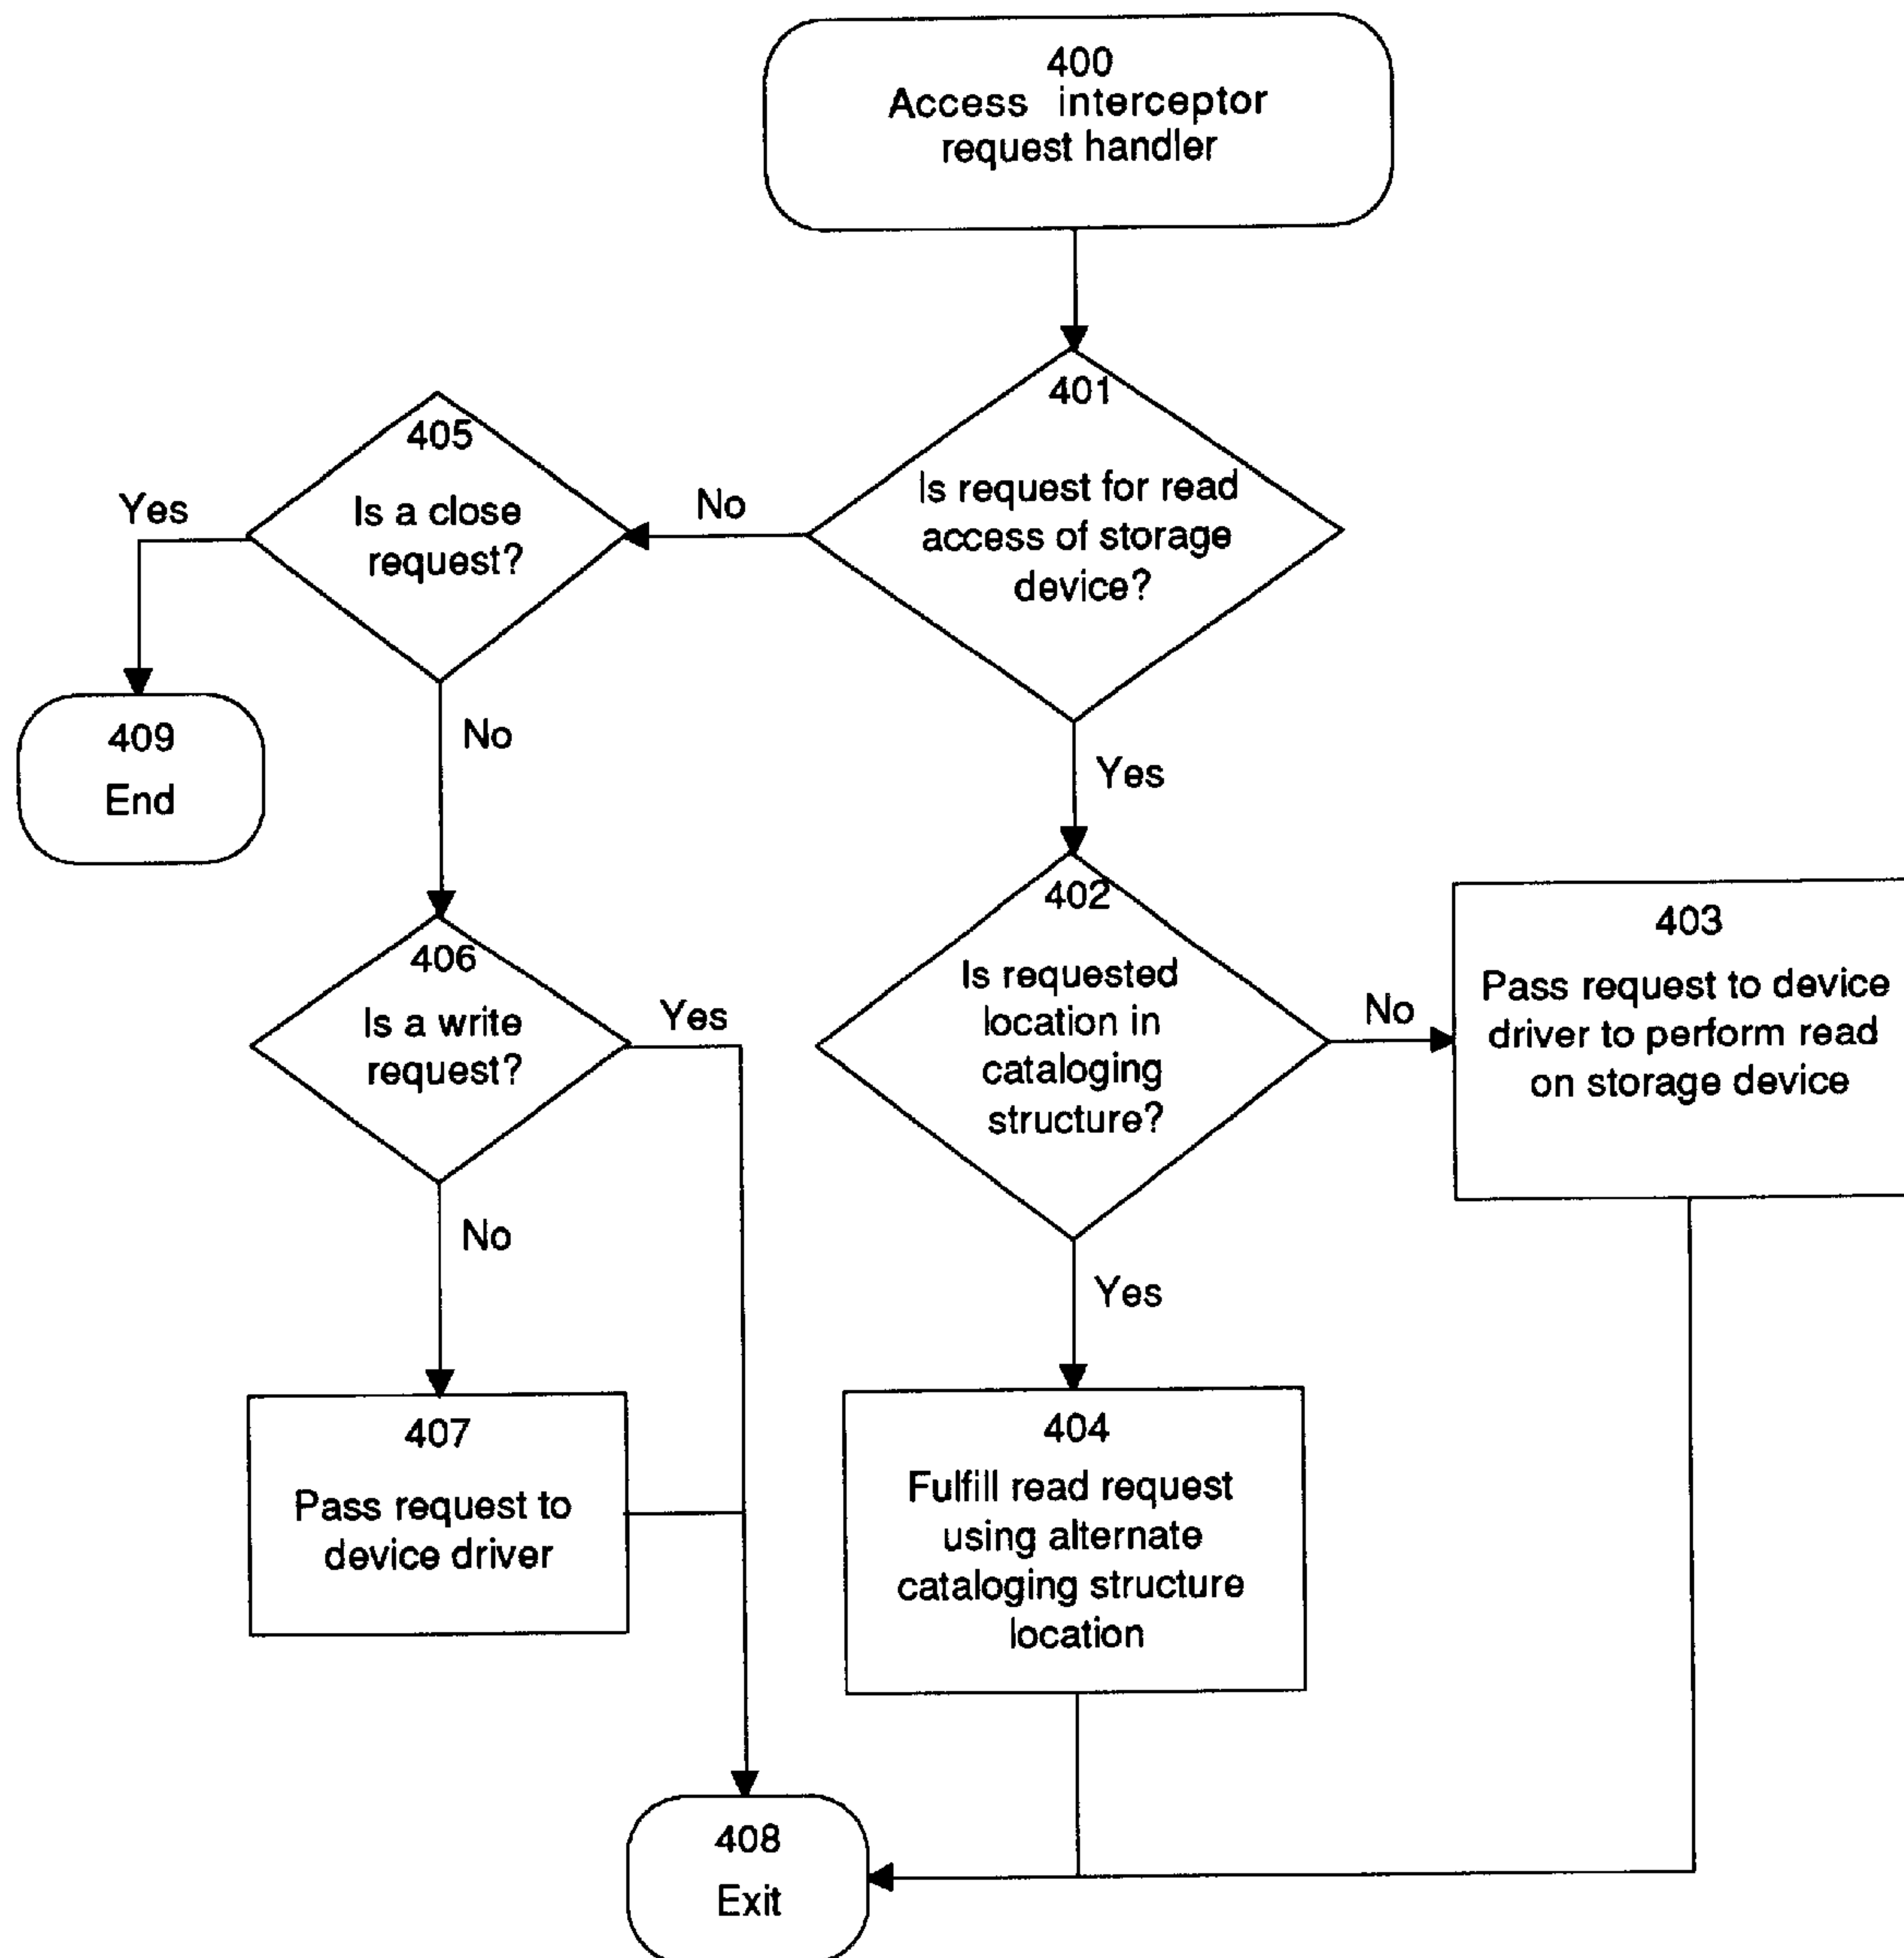 400
Access interceptor
request handler
401
Is request for read
access of storage
device?
No
405
Is a close
request?
Yes
409
End
No
Yes
402
Is requested
location in
cataloging
structure?
No
403
Pass request to device
driver to perform read
on storage device
406
Is a write
request?
Yes
No
Yes
407
Pass request to
device driver
404
Fulfill read request
using alternate
cataloging structure
location
408
Exit